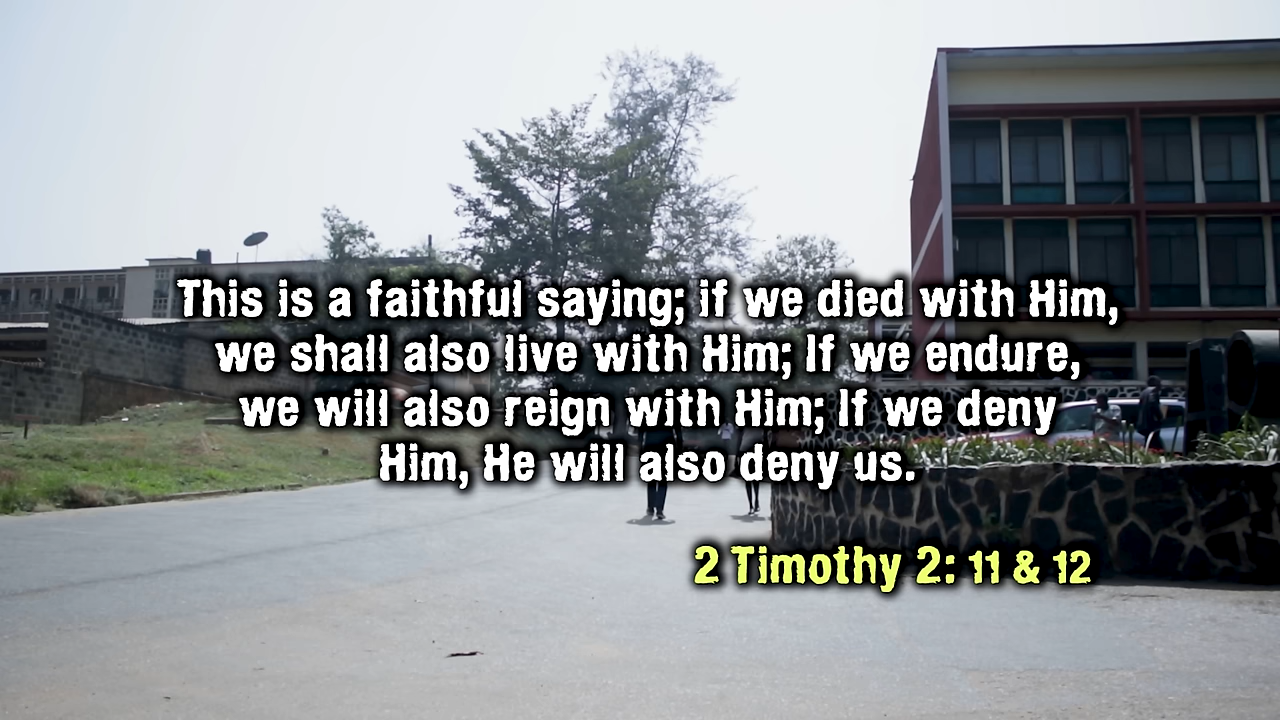 This is a faithful saying; if we died with Him,
we shall also live with Him; If we endure,
we will also reign with Him; If we deny
Him, He will also deny us.
2 Timothy 2: 11 & 12